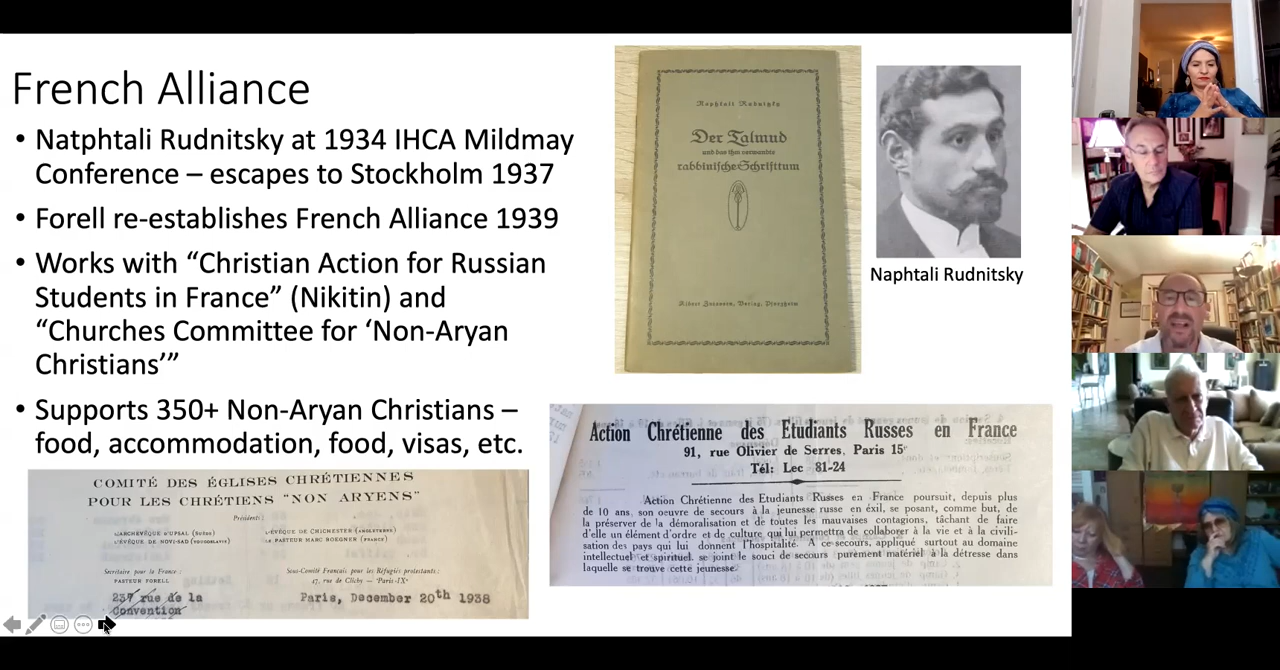 French Alliance
• Natphtali Rudnitsky at 1934 IHCA Mildmay
Conference – escapes to Stockholm 1937
• Forell re-establishes French Alliance 1939
• Works with “Christian Action for Russian
Students in France” (Nikitin) and
“Churches Committee for ‘Non-Aryan
Christians’”
• Supports 350+ Non-Aryan Christians –
food, accommodation, food, visas, etc.
Naphtali Rudnitzky
Der Talmud
und das ihm verwandte
rabbinische Schrifttum
Naphtali Rudnitsky
COMITÉ DES ÉGLISES CHRÉTIENNES
POUR LES CHRÉTIENS "NON ARYENS"
Présidents:
L'ARCHEVÊQUE D'UPSAL (SUÈDE)
L'ÉVÊQUE DE NOVI-SAD (YOUGOSLAVIE)
L'ÉVÊQUE DE CHICHESTER (ANGLETERRE)
LE PASTEUR MARC BOEGNER (FRANCE)
Secrétaire pour la France:
PASTEUR FORELL
237 rue de la
Convention
Sous-Comité Français pour les Réfugiés protestants:
47, rue de Clichy – Paris-IXe
Paris, December 20th 1938
Action Chrétienne des Etudiants Russes en France
91, rue Olivier de Serres, Paris 15e
Tél: Lec 81-24
Action Chrétienne des Etudiants Russes en France poursuit, depuis plus
de 10 ans, son oeuvre de secours à la jeunesse russe en éxil, se posant, comme but, de
la préserver de la démoralisation et de toutes les mauvaises contagions, tâchant de faire
d'elle un élément d'ordre et de culture qui lui permettra de collaborer à la vie et à la civili-
sation des pays qui lui donnent l'hospitalité. A ce secours, appliqué surtout au domaine
intellectuel et spirituel, se joint le souci de secours purement matériel à la détresse dans
laquelle se trouve cette jeunesse.